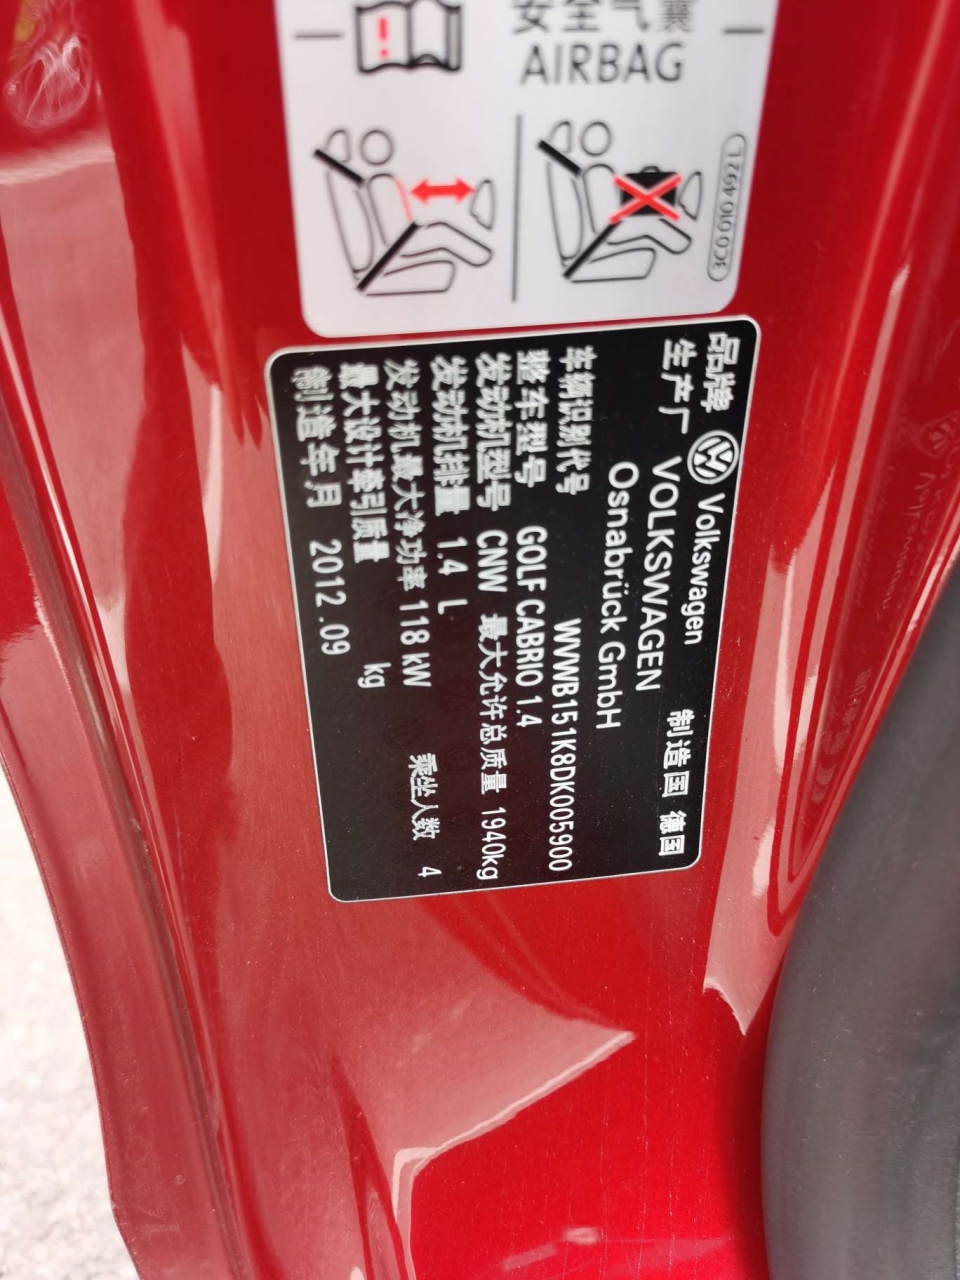 安全气囊
AIRBAG
3C0 010 492 L
品牌 Volkswagen
生产厂 VOLKSWAGEN 制造国 德国
Osnabrück GmbH
车辆识别代号 WVWB151K8DK005900
整车型号 GOLF CABRIO 1.4
发动机型号 CNW 最大允许总质量 1940kg
发动机排量 1.4 L
发动机最大净功率 118 kW 乘坐人数 4
最大设计牵引质量 kg
制造年月 2012.09